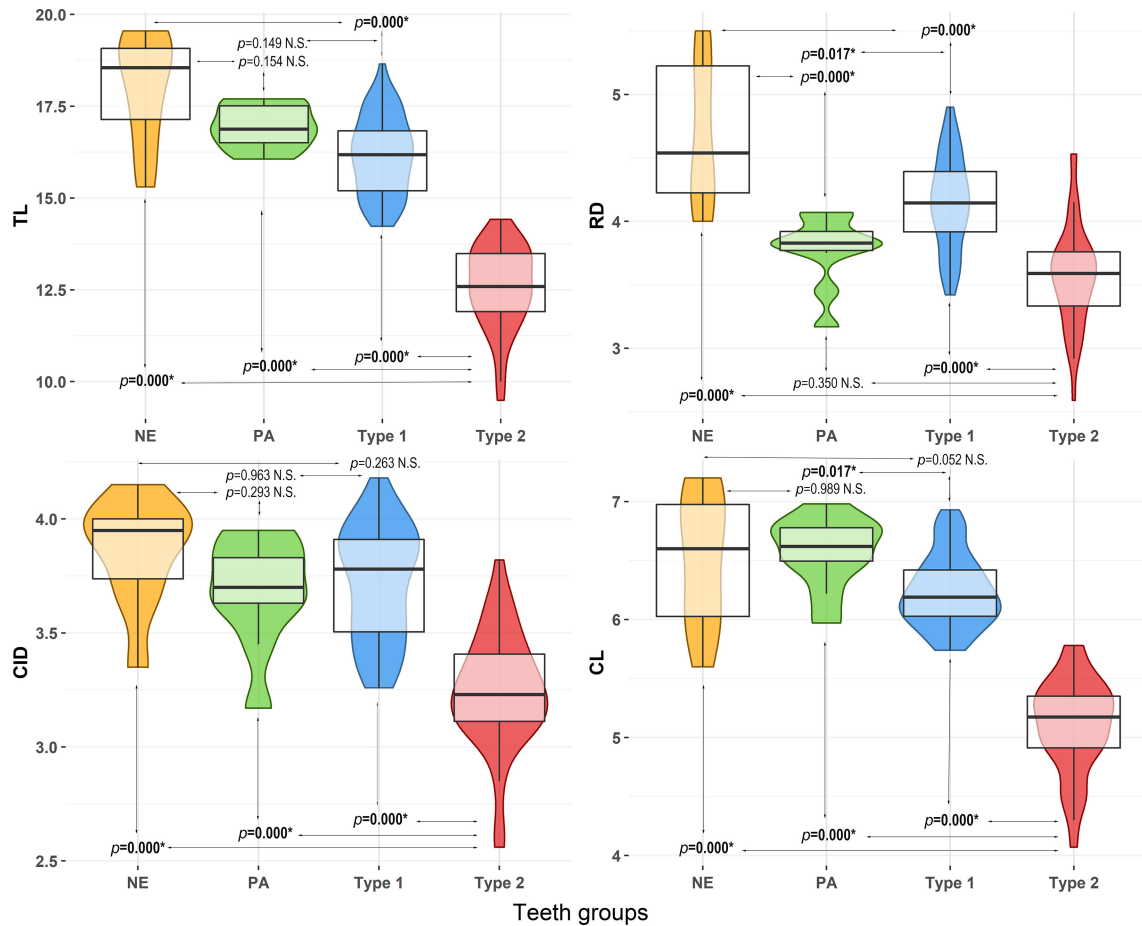 TL
20.0
17.5
15.0
12.5
10.0
p=0.000*
p=0.149 N.S.
p=0.154 N.S.
p=0.000*
p=0.000*
p=0.000*
NE PA Type 1 Type 2
RD
5
4
3
p=0.000*
p=0.017*
p=0.000*
p=0.000*
p=0.350 N.S.
p=0.000*
NE PA Type 1 Type 2
CID
4.0
3.5
3.0
2.5
p=0.263 N.S.
p=0.963 N.S.
p=0.293 N.S.
p=0.000*
p=0.000*
p=0.000*
NE PA Type 1 Type 2
CL
7
6
5
4
p=0.052 N.S.
p=0.017*
p=0.989 N.S.
p=0.000*
p=0.000*
p=0.000*
NE PA Type 1 Type 2
Teeth groups